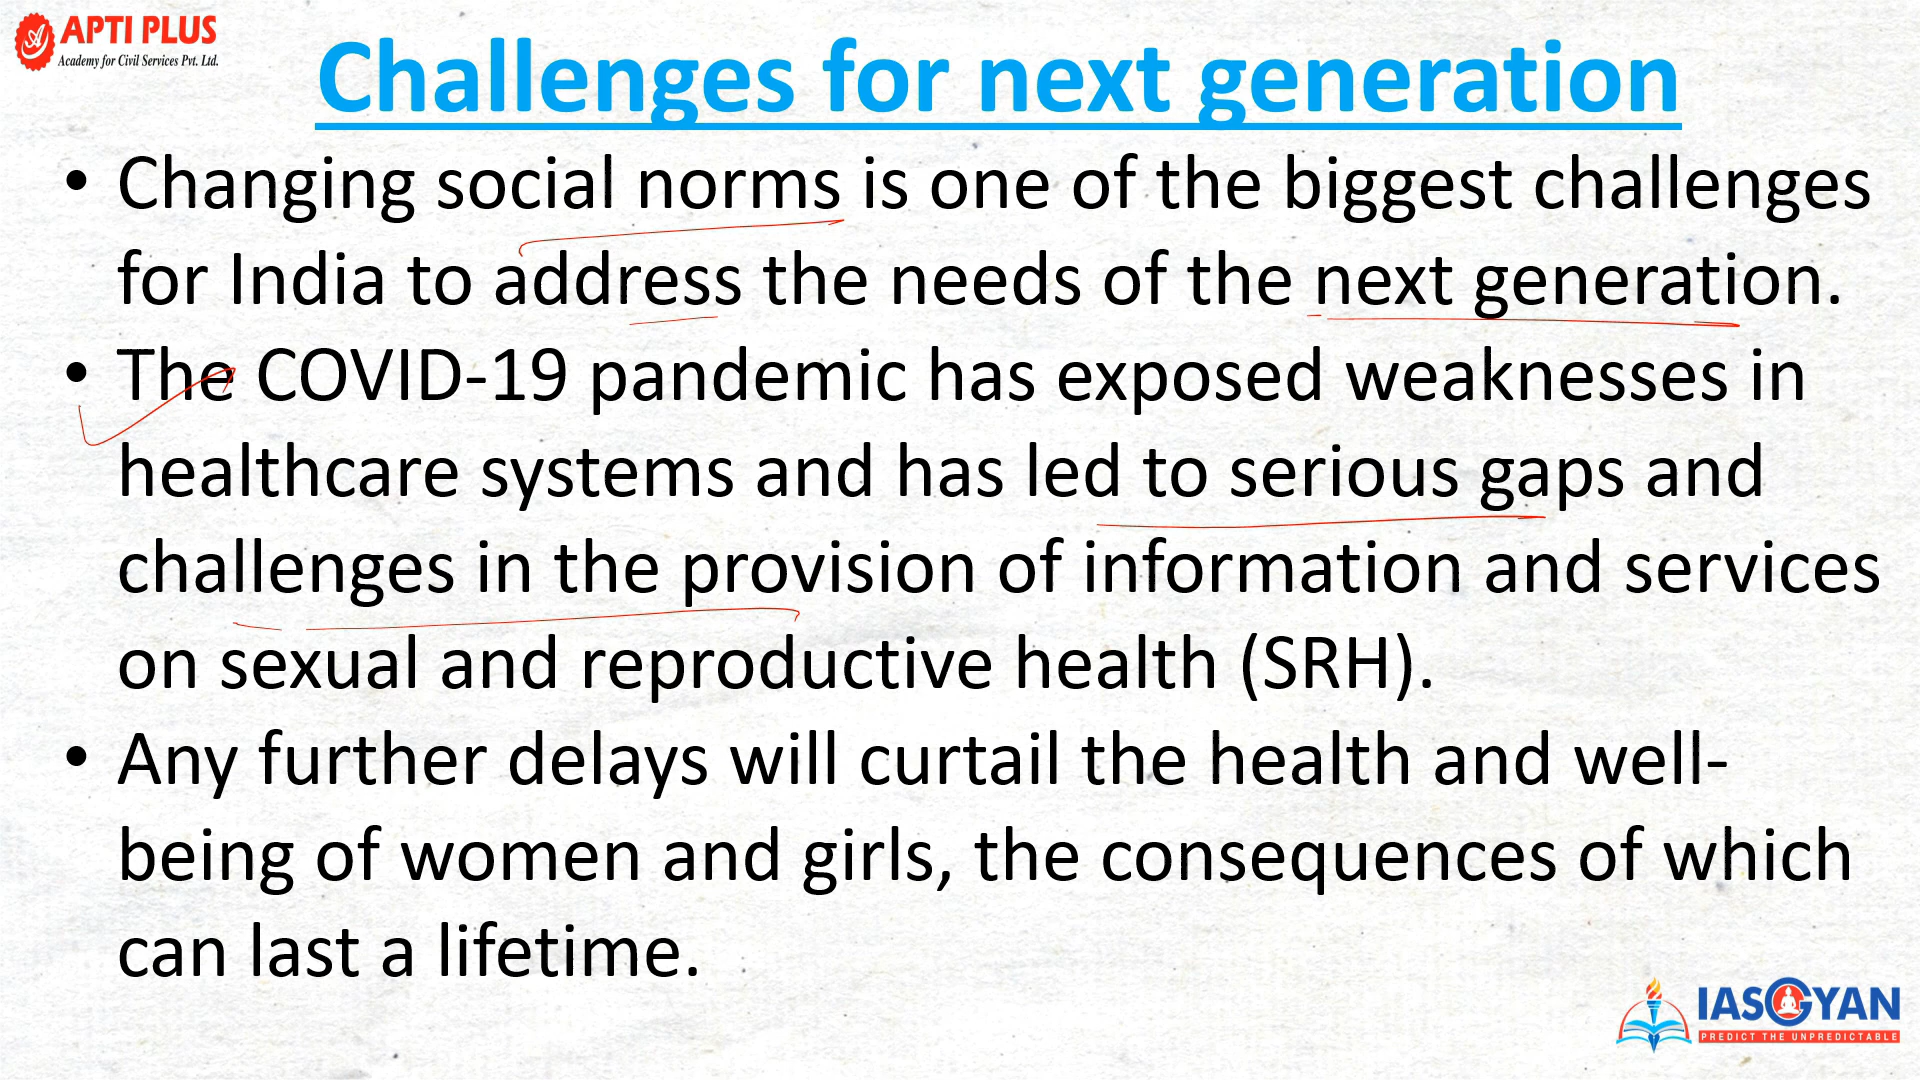 APTI PLUS
Academy for Civil Services Pvt. Ltd.
Challenges for next generation
• Changing social norms is one of the biggest challenges
for India to address the needs of the next generation.
• The COVID-19 pandemic has exposed weaknesses in
healthcare systems and has led to serious gaps and
challenges in the provision of information and services
on sexual and reproductive health (SRH).
• Any further delays will curtail the health and well-
being of women and girls, the consequences of which
can last a lifetime.
IASGYAN
PREDICT THE UNPREDICTABLE